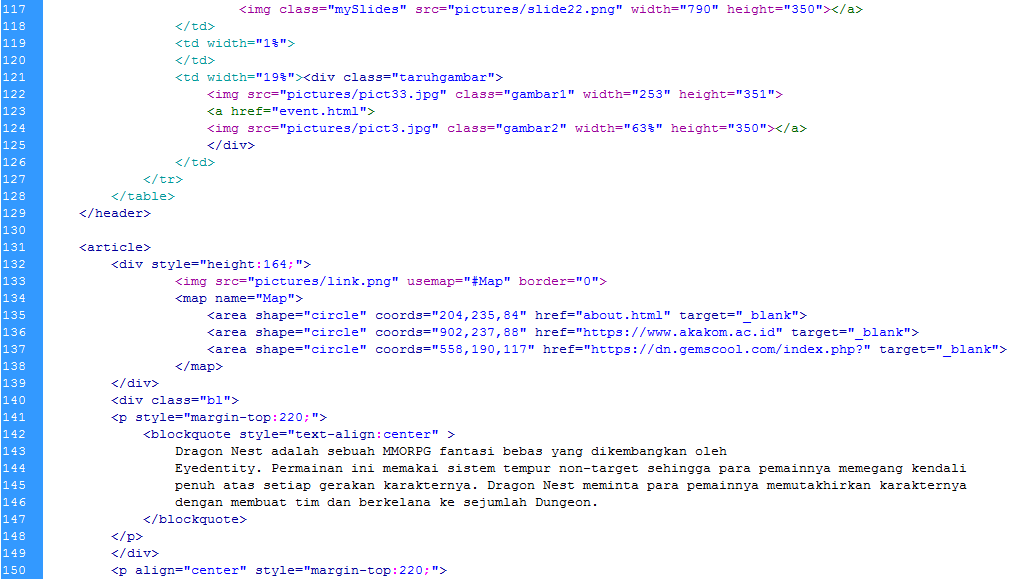 117 <img class="mySlides" src="pictures/slide22.png" width="790" height="350"></a>
118 </td>
119 <td width="1%">
120 </td>
121 <td width="19%"><div class="taruhgambar">
122 <img src="pictures/pict33.jpg" class="gambar1" width="253" height="351">
123 <a href="event.html">
124 <img src="pictures/pict3.jpg" class="gambar2" width="63%" height="350"></a>
125 </div>
126 </td>
127 </tr>
128 </table>
129 </header>
130
131 <article>
132 <div style="height:164;">
133 <img src="pictures/link.png" usemap="#Map" border="0">
134 <map name="Map">
135 <area shape="circle" coords="204,235,84" href="about.html" target="_blank">
136 <area shape="circle" coords="902,237,88" href="https://www.akakom.ac.id" target="_blank">
137 <area shape="circle" coords="558,190,117" href="https://dn.gemscool.com/index.php?" target="_blank">
138 </map>
139 </div>
140 <div class="bl">
141 <p style="margin-top:220;">
142 <blockquote style="text-align:center" >
143 Dragon Nest adalah sebuah MMORPG fantasi bebas yang dikembangkan oleh
144 Eyedentity. Permainan ini memakai sistem tempur non-target sehingga para pemainnya memegang kendali
145 penuh atas setiap gerakan karakternya. Dragon Nest meminta para pemainnya memutakhirkan karakternya
146 dengan membuat tim dan berkelana ke sejumlah Dungeon.
147 </blockquote>
148 </p>
149 </div>
150 <p align="center" style="margin-top:220;">